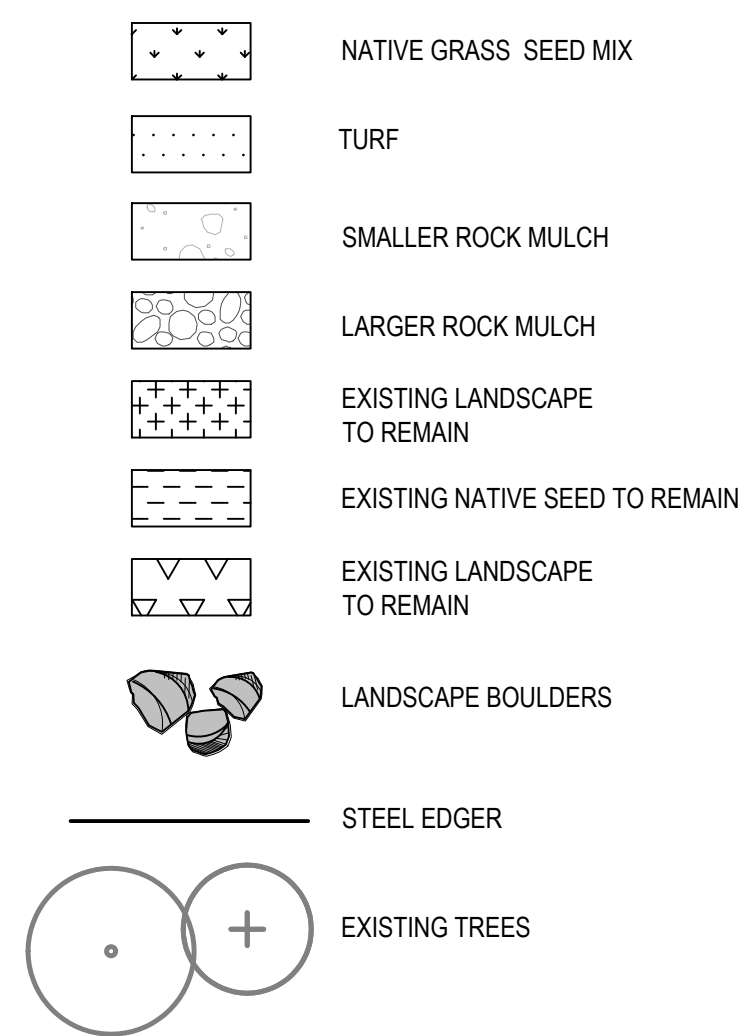 NATIVE GRASS  SEED MIX
TURF
SMALLER ROCK MULCH
LARGER ROCK MULCH
EXISTING LANDSCAPE
TO REMAIN
EXISTING NATIVE SEED TO REMAIN
EXISTING LANDSCAPE
TO REMAIN
LANDSCAPE BOULDERS
STEEL EDGER
EXISTING TREES